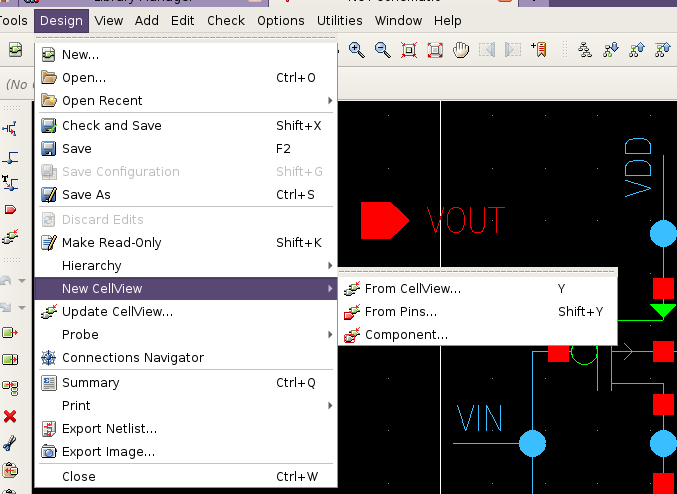 Library Manager
Tools Design View Add Edit Check Options Utilities Window Help
(No
New...
Open... Ctrl+O
Open Recent
Check and Save Shift+X
Save F2
Save Configuration Shift+G
Save As Ctrl+S
Discard Edits
Make Read-Only Shift+K
Hierarchy
New CellView
Update CellView...
Probe
Connections Navigator
Summary Ctrl+Q
Print
Export Netlist...
Export Image...
Close Ctrl+W
From CellView... Y
From Pins... Shift+Y
Component...
VDD
VOUT
VIN